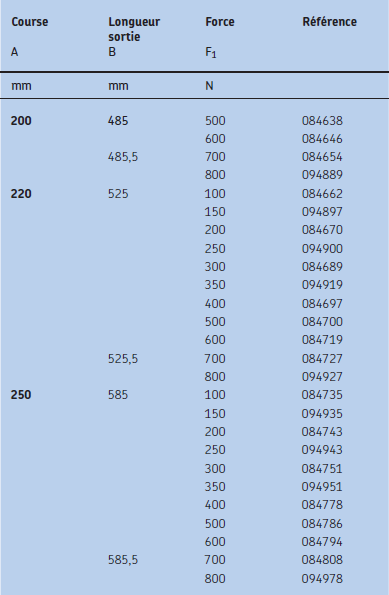 Course Longueur sortie Force Référence
A B F1
mm mm N
200 485 500 084638
600 084646
485,5 700 084654
800 094889
220 525 100 084662
150 094897
200 084670
250 094900
300 084689
350 094919
400 084697
500 084700
600 084719
525,5 700 084727
800 094927
250 585 100 084735
150 094935
200 084743
250 094943
300 084751
350 094951
400 084778
500 084786
600 084794
585,5 700 084808
800 094978